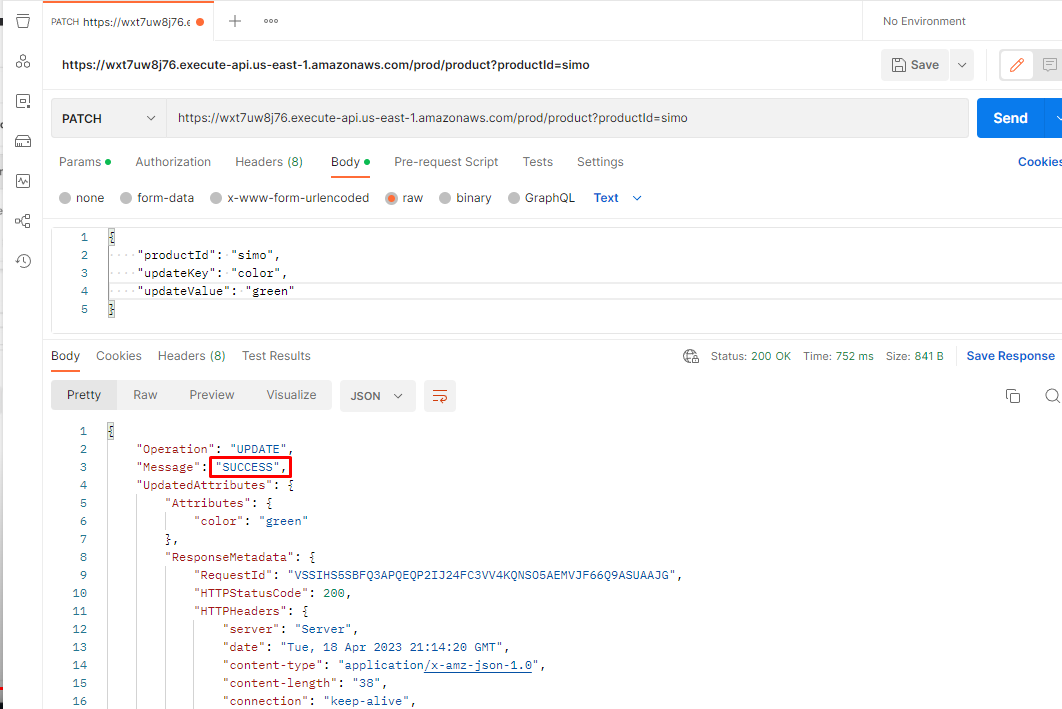 PATCH https://wxt7uw8j76.e
No Environment
https://wxt7uw8j76.execute-api.us-east-1.amazonaws.com/prod/product?productId=simo
Save
PATCH
https://wxt7uw8j76.execute-api.us-east-1.amazonaws.com/prod/product?productId=simo
Send
Params
Authorization
Headers (8)
Body
Pre-request Script
Tests
Settings
Cookies
none
form-data
x-www-form-urlencoded
raw
binary
GraphQL
Text
1 {
2 "productId": "simo",
3 "updateKey": "color",
4 "updateValue": "green"
5 }
Body
Cookies
Headers (8)
Test Results
Status: 200 OK
Time: 752 ms
Size: 841 B
Save Response
Pretty
Raw
Preview
Visualize
JSON
1 {
2 "Operation": "UPDATE",
3 "Message": "SUCCESS",
4 "UpdatedAttributes": {
5 "Attributes": {
6 "color": "green"
7 },
8 "ResponseMetadata": {
9 "RequestId": "VSSIHS5SBFQ3APQEQP2IJ24FC3VV4KQNSO5AEMVJF66Q9ASUAAJG",
10 "HTTPStatusCode": 200,
11 "HTTPHeaders": {
12 "server": "Server",
13 "date": "Tue, 18 Apr 2023 21:14:20 GMT",
14 "content-type": "application/x-amz-json-1.0",
15 "content-length": "38",
16 "connection": "keep-alive",